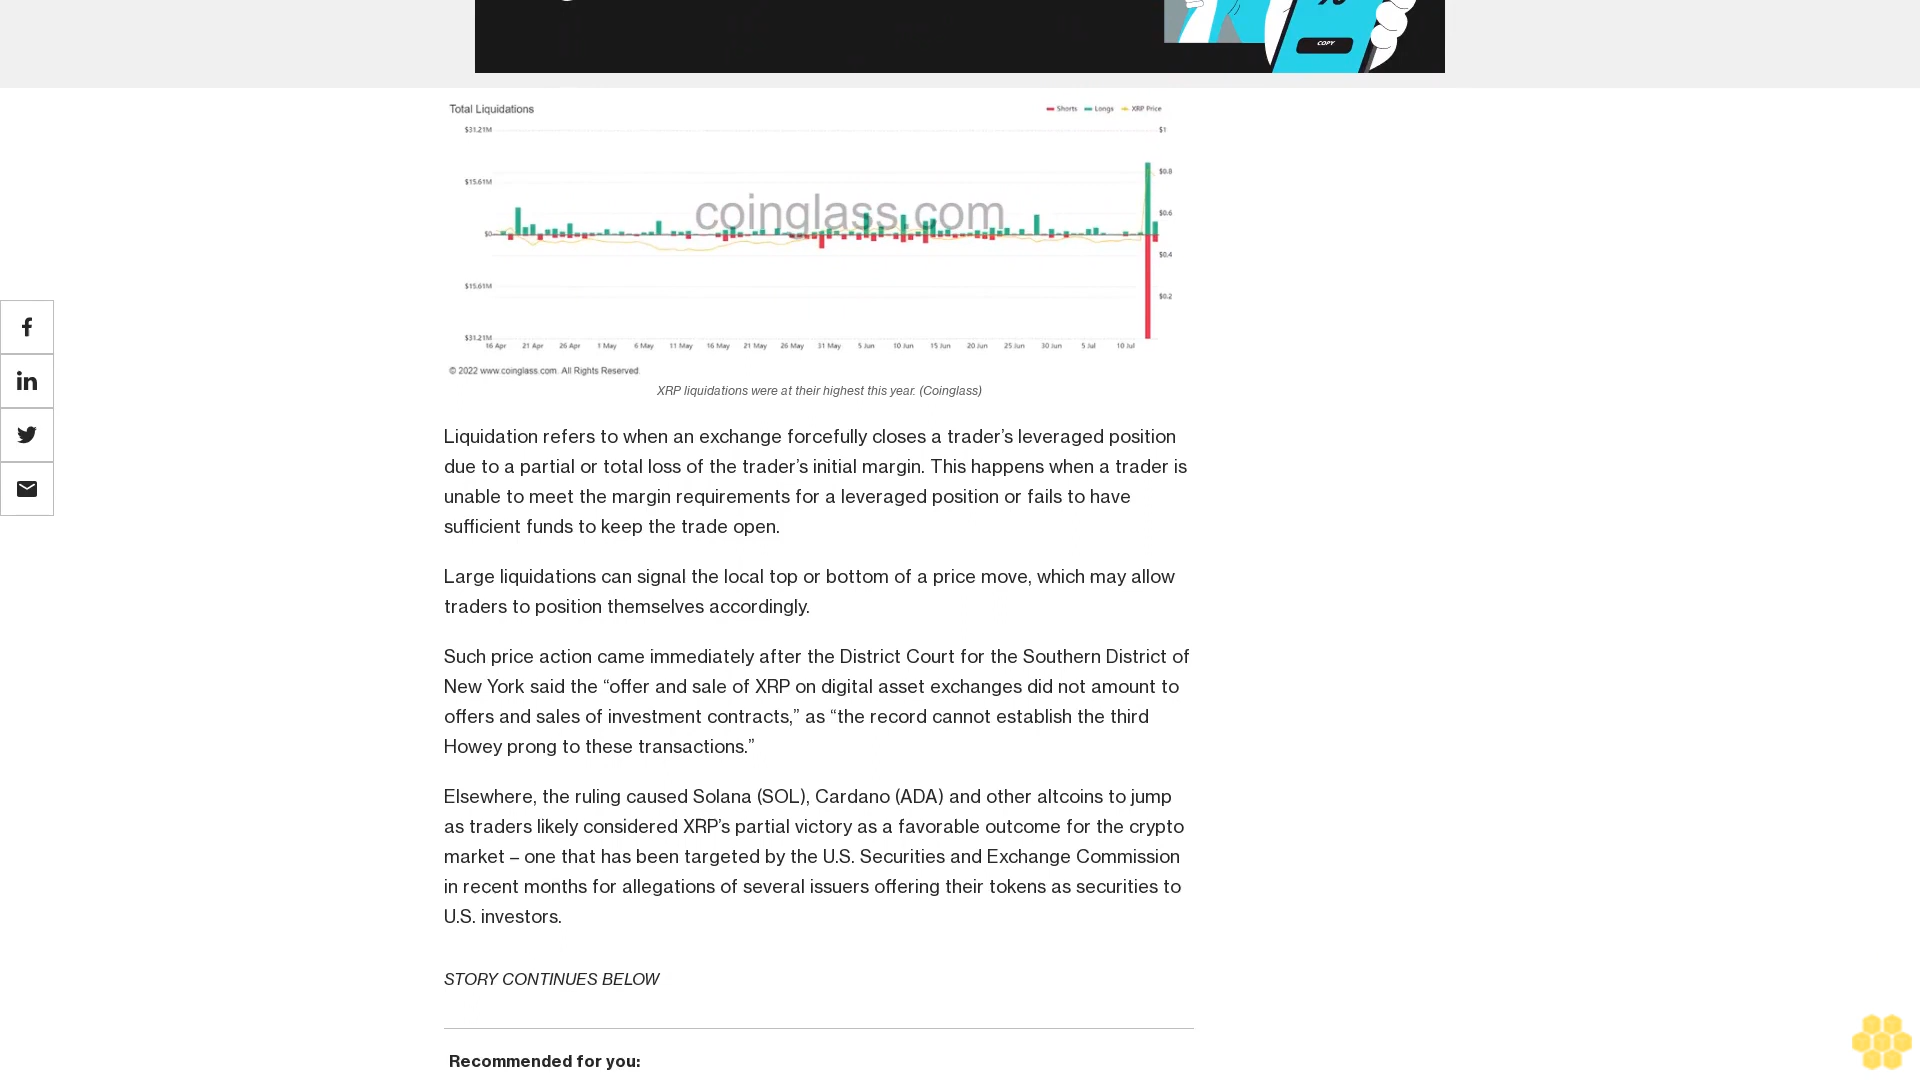 COPY
Total Liquidations
Shorts Longs XRP Price
$31.21M
$1
$0.8
$15.61M
coinglass.com
$0.6
$0
$0.4
$15.61M
$0.2
$31.21M
16 Apr 21 Apr 26 Apr 1 May 6 May 11 May 16 May 21 May 26 May 31 May 5 Jun 10 Jun 15 Jun 20 Jun 25 Jun 30 Jun 5 Jul 10 Jul
© 2022 www.coinglass.com. All Rights Reserved.
XRP liquidations were at their highest this year. (Coinglass)
Liquidation refers to when an exchange forcefully closes a trader’s leveraged position
due to a partial or total loss of the trader’s initial margin. This happens when a trader is
unable to meet the margin requirements for a leveraged position or fails to have
sufficient funds to keep the trade open.
Large liquidations can signal the local top or bottom of a price move, which may allow
traders to position themselves accordingly.
Such price action came immediately after the District Court for the Southern District of
New York said the “offer and sale of XRP on digital asset exchanges did not amount to
offers and sales of investment contracts,” as “the record cannot establish the third
Howey prong to these transactions.”
Elsewhere, the ruling caused Solana (SOL), Cardano (ADA) and other altcoins to jump
as traders likely considered XRP’s partial victory as a favorable outcome for the crypto
market – one that has been targeted by the U.S. Securities and Exchange Commission
in recent months for allegations of several issuers offering their tokens as securities to
U.S. investors.
STORY CONTINUES BELOW
Recommended for you: